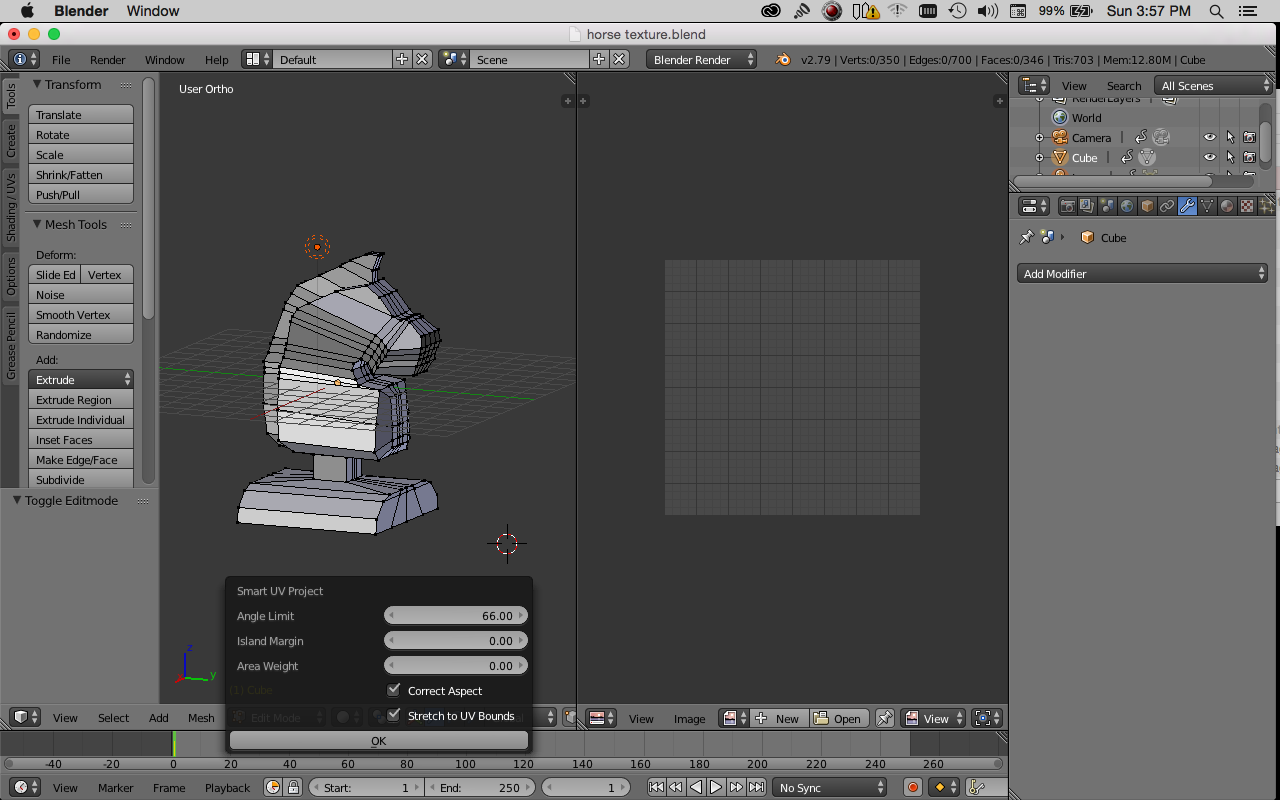 Blender Window 99% Sun 3:57 PM
horse texture.blend
File Render Window Help Default Scene Blender Render v2.79 | Verts:0/350 | Edges:0/700 | Faces:0/346 | Tris:703 | Mem:12.80M | Cube
Tools
Create
Shading / UVs
Options
Grease Pencil
Transform
Translate
Rotate
Scale
Shrink/Fatten
Push/Pull
Mesh Tools
Deform:
Slide Ed Vertex
Noise
Smooth Vertex
Randomize
Add:
Extrude
Extrude Region
Extrude Individual
Inset Faces
Make Edge/Face
Subdivide
Toggle Editmode
User Ortho
z
x
y
(1) Cube
Smart UV Project
Angle Limit 66.00
Island Margin 0.00
Area Weight 0.00
Correct Aspect
Stretch to UV Bounds
OK
View Select Add Mesh Edit Mode
View Image New Open View
View Search All Scenes
RenderLayers
World
Camera
Cube
Cube
Add Modifier
-40 -20 0 20 40 60 80 100 120 140 160 180 200 220 240 260
View Marker Frame Playback Start: 1 End: 250 1 No Sync